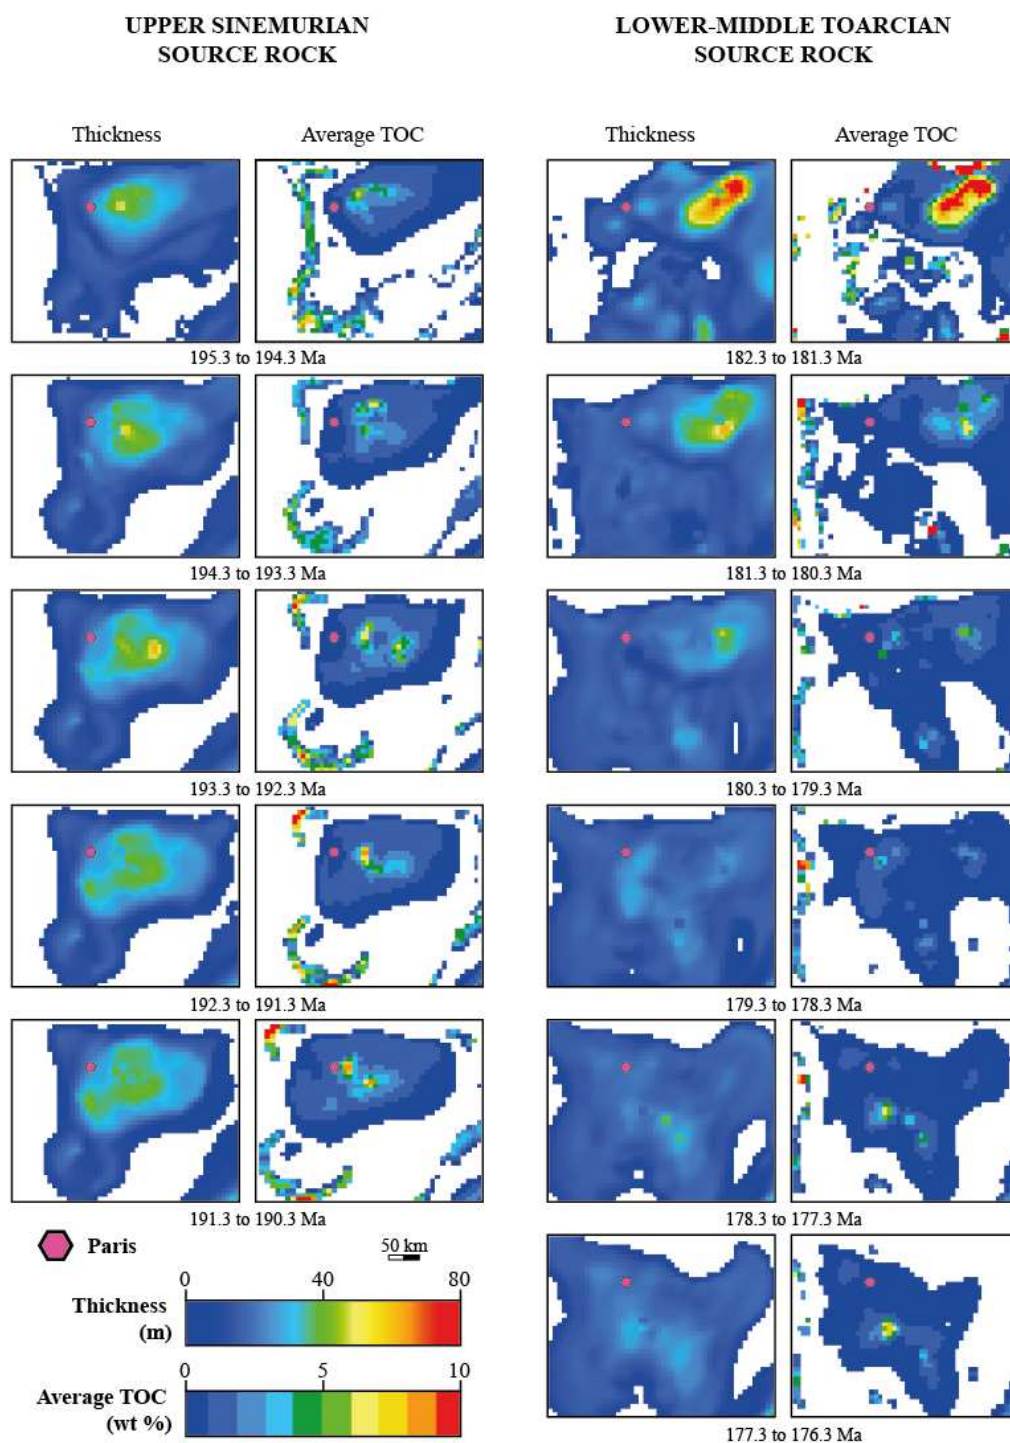 UPPER SINEMURIAN
SOURCE ROCK
LOWER-MIDDLE TOARCIAN
SOURCE ROCK
Thickness
Average TOC
Thickness
Average TOC
195.3 to 194.3 Ma
182.3 to 181.3 Ma
194.3 to 193.3 Ma
181.3 to 180.3 Ma
193.3 to 192.3 Ma
180.3 to 179.3 Ma
192.3 to 191.3 Ma
179.3 to 178.3 Ma
191.3 to 190.3 Ma
178.3 to 177.3 Ma
Paris
50 km
0 40 80
Thickness
(m)
0 5 10
Average TOC
(wt %)
177.3 to 176.3 Ma